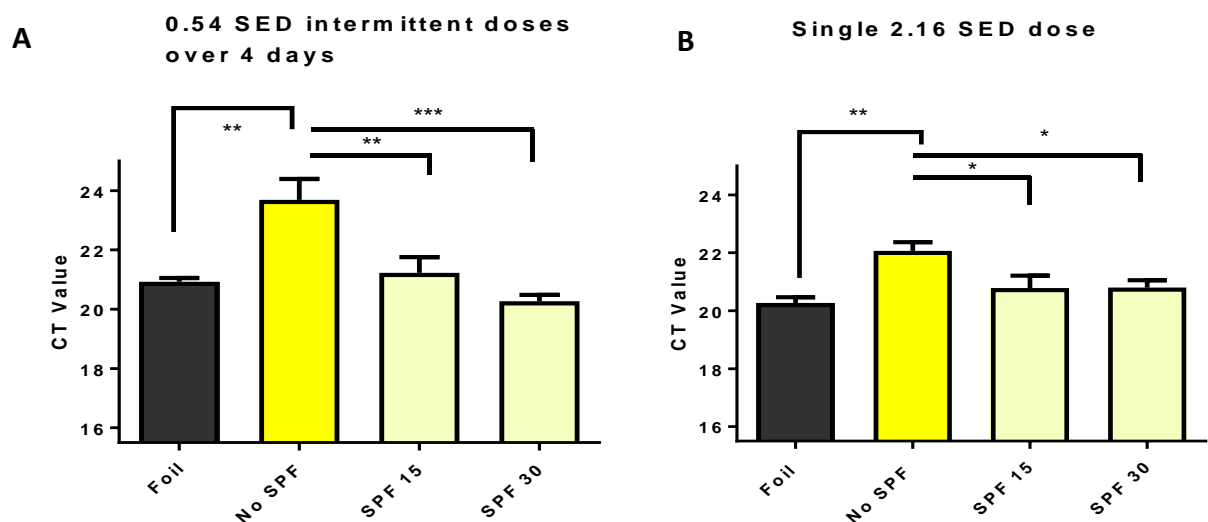 A
0.54 SED intermittent doses
over 4 days
**
***
**
24
22
20
18
16
CT Value
Foil
No SPF
SPF 15
SPF 30
B
Single 2.16 SED dose
**
*
*
24
22
20
18
16
CT Value
Foil
No SPF
SPF 15
SPF 30